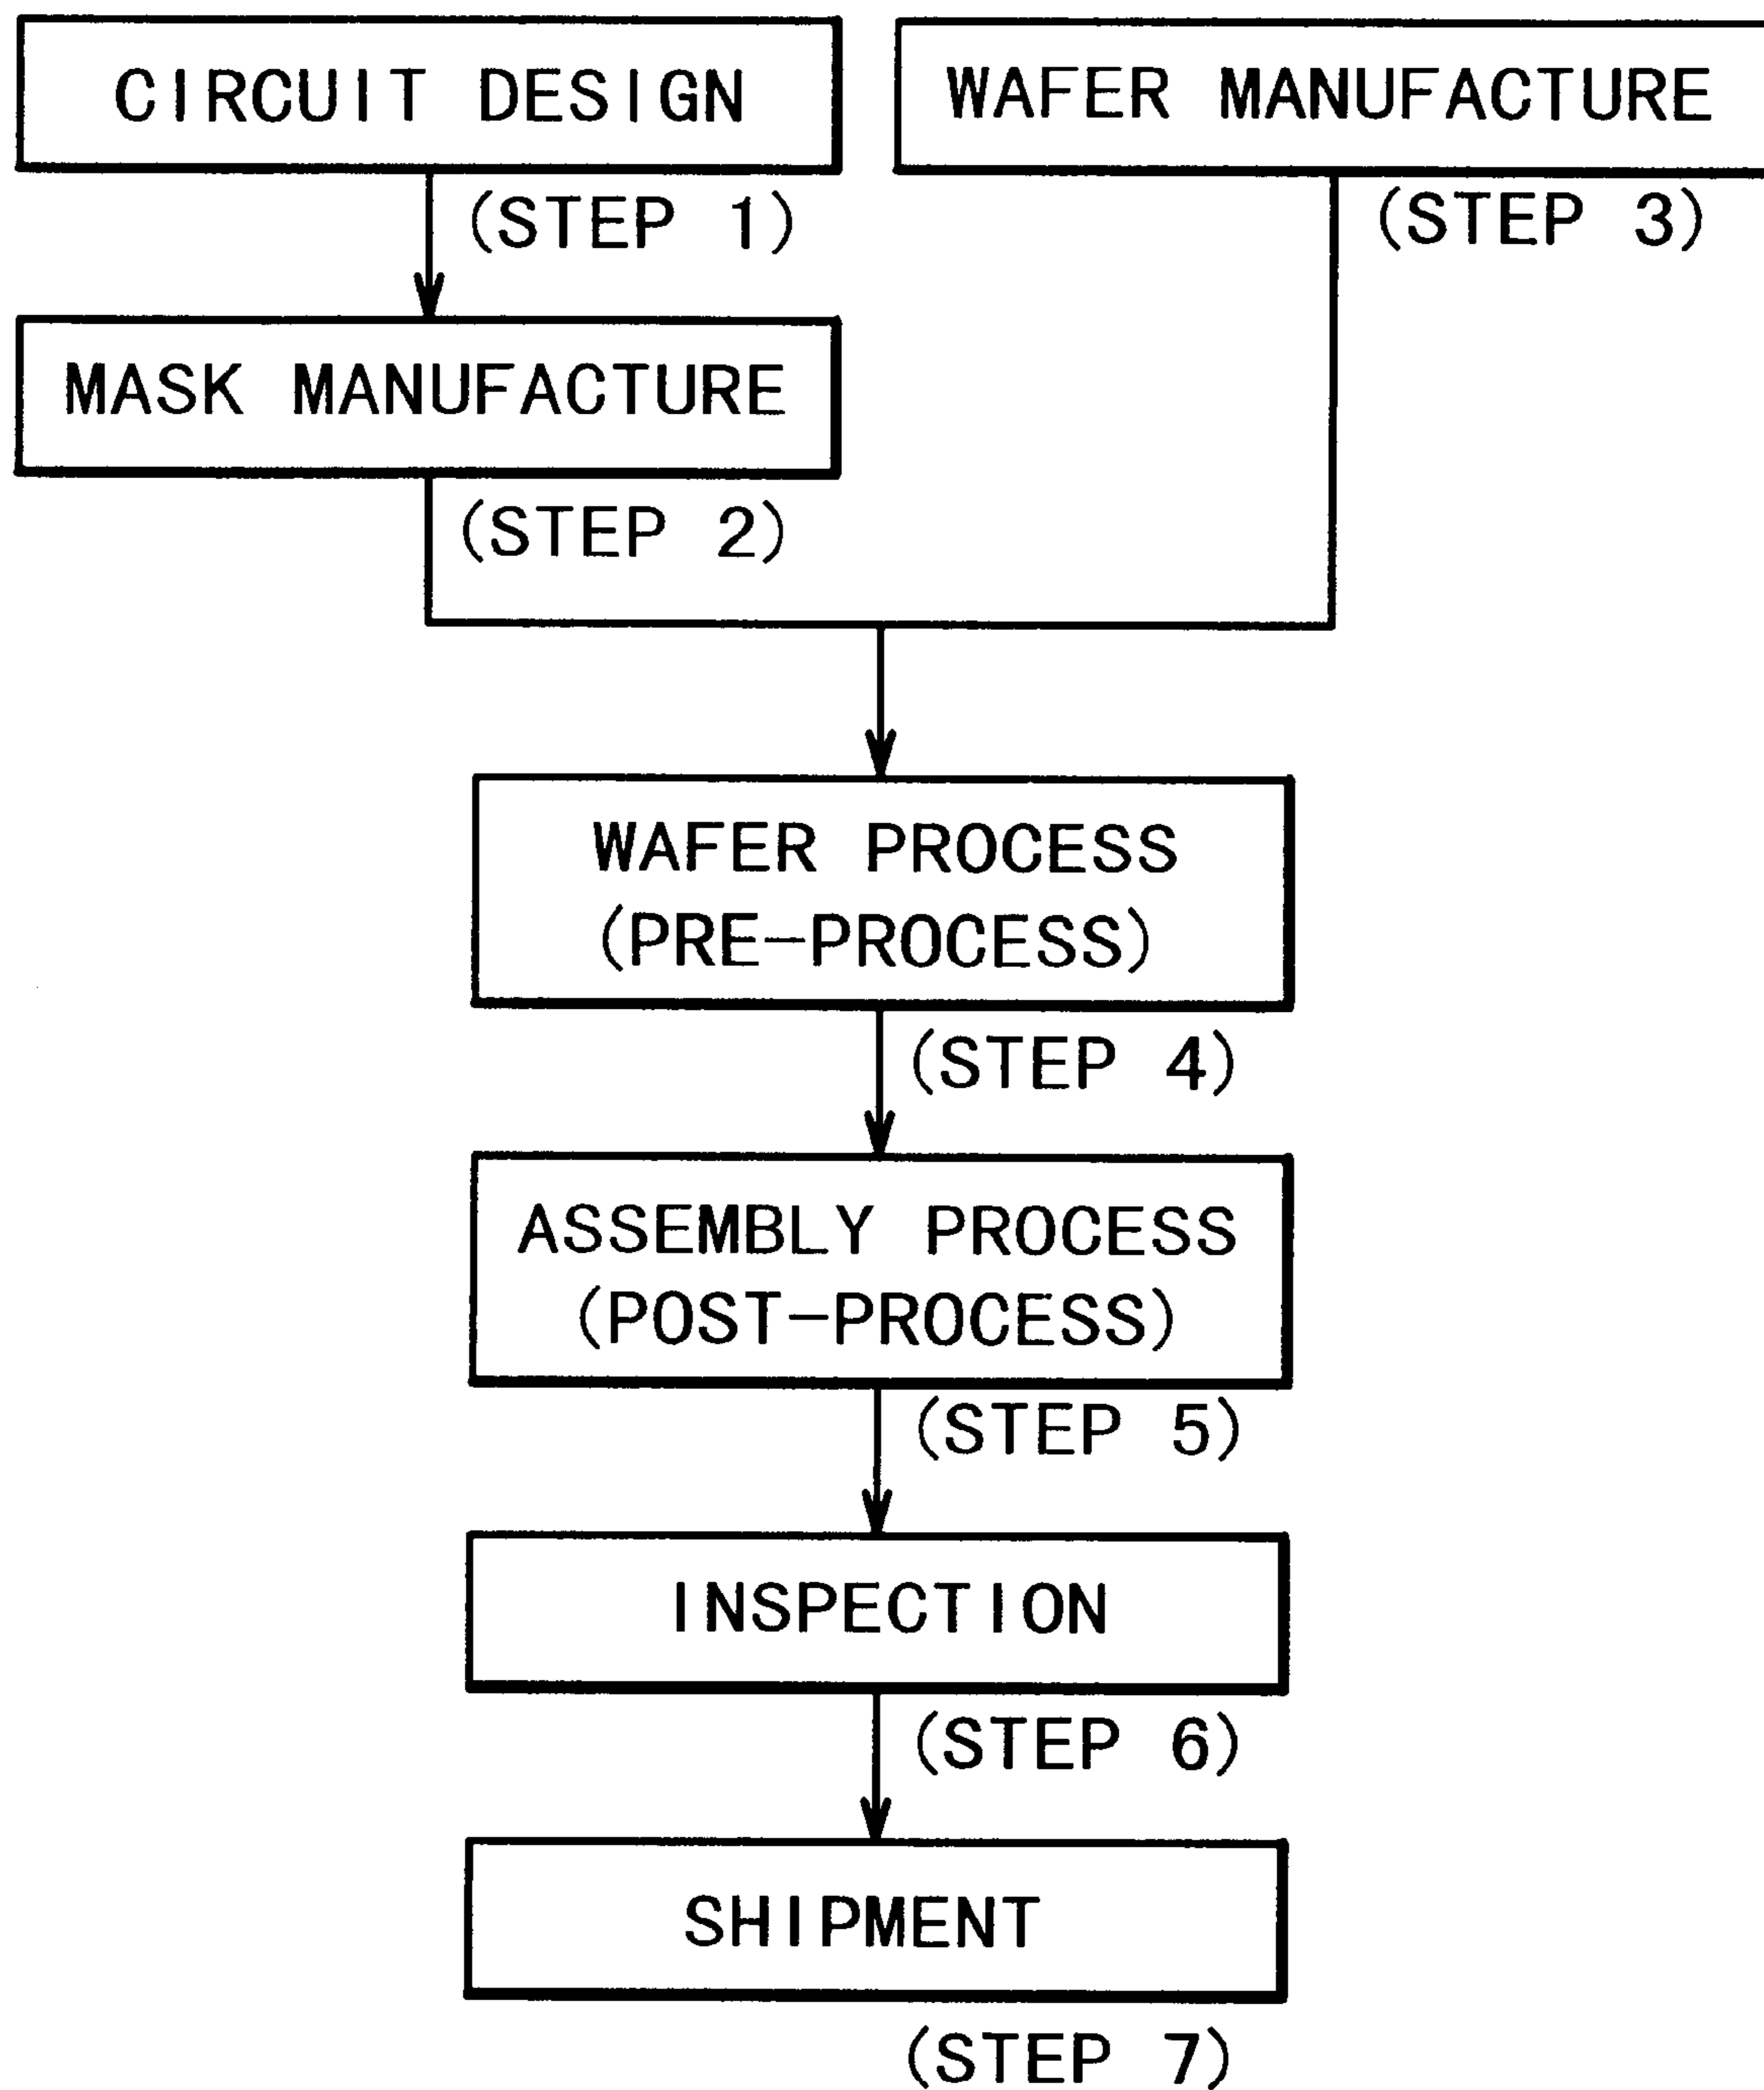 CIRCUIT DESIGN
(STEP 1)
WAFER MANUFACTURE
(STEP 3)
MASK MANUFACTURE
(STEP 2)
WAFER PROCESS
(PRE-PROCESS)
(STEP 4)
ASSEMBLY PROCESS
(POST-PROCESS)
(STEP 5)
INSPECTION
(STEP 6)
SHIPMENT
(STEP 7)